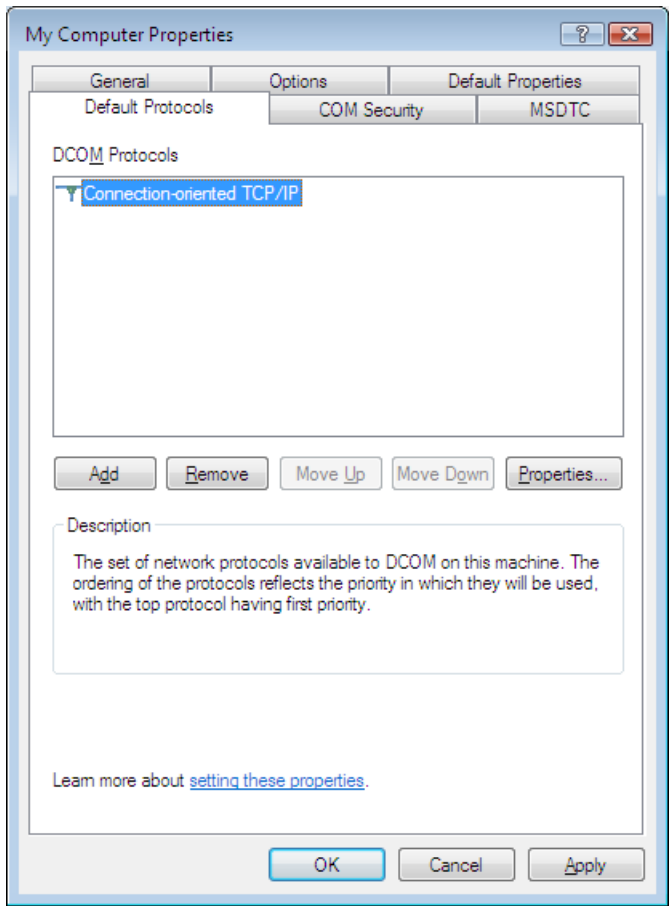 My Computer Properties
?
General Options Default Properties
Default Protocols COM Security MSDTC
DCOM Protocols
Connection-oriented TCP/IP
Add Remove Move Up Move Down Properties...
Description
The set of network protocols available to DCOM on this machine. The
ordering of the protocols reflects the priority in which they will be used,
with the top protocol having first priority.
Learn more about setting these properties.
OK Cancel Apply